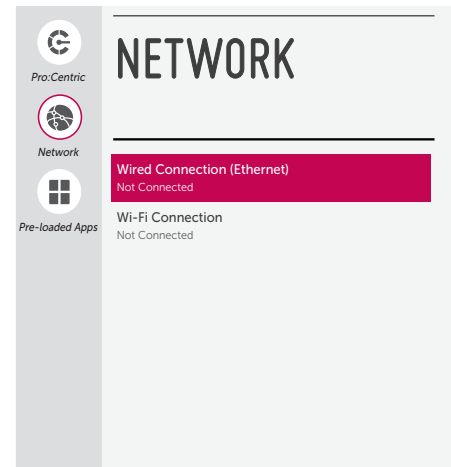 Pro:Centric
Network
Pre-loaded Apps
NETWORK
Wired Connection (Ethernet)
Not Connected
Wi-Fi Connection
Not Connected